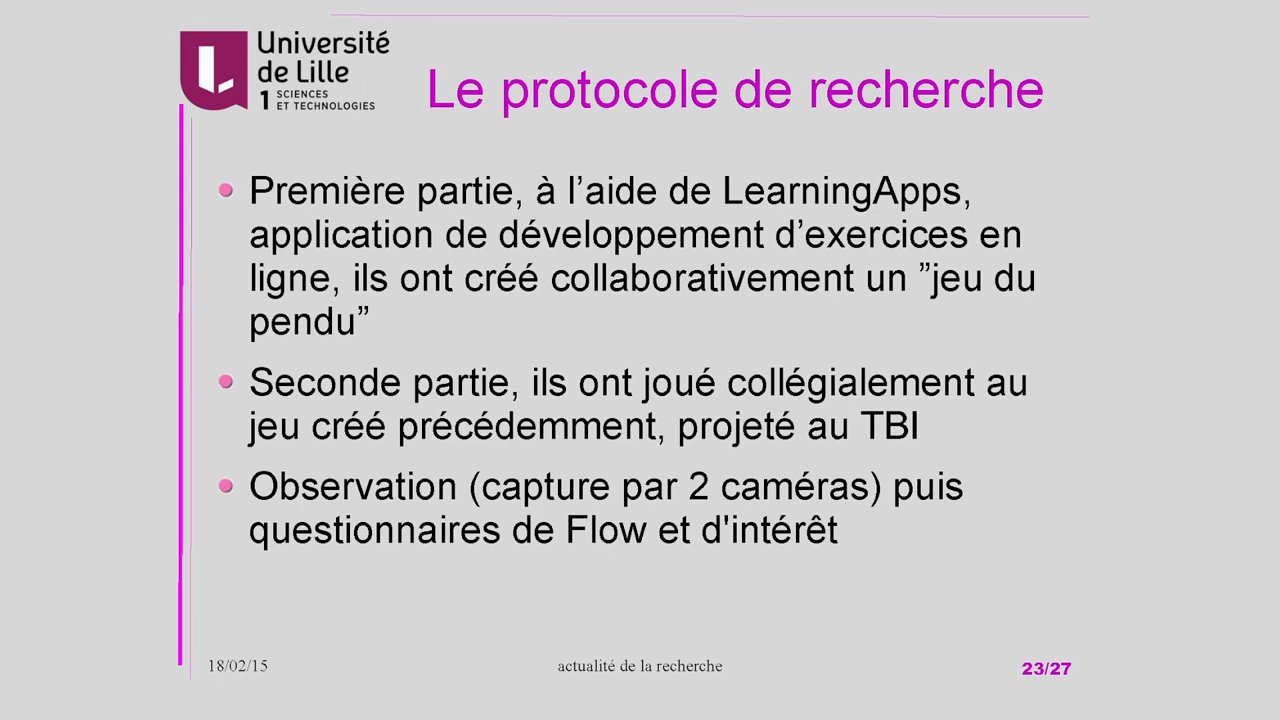 Université
de Lille
1 SCIENCES
ET TECHNOLOGIES
Le protocole de recherche
Première partie, à l’aide de LearningApps,
application de développement d’exercices en
ligne, ils ont créé collaborativement un ”jeu du
pendu”
Seconde partie, ils ont joué collégialement au
jeu créé précédemment, projeté au TBI
Observation (capture par 2 caméras) puis
questionnaires de Flow et d'intérêt
18/02/15
actualité de la recherche
23/27